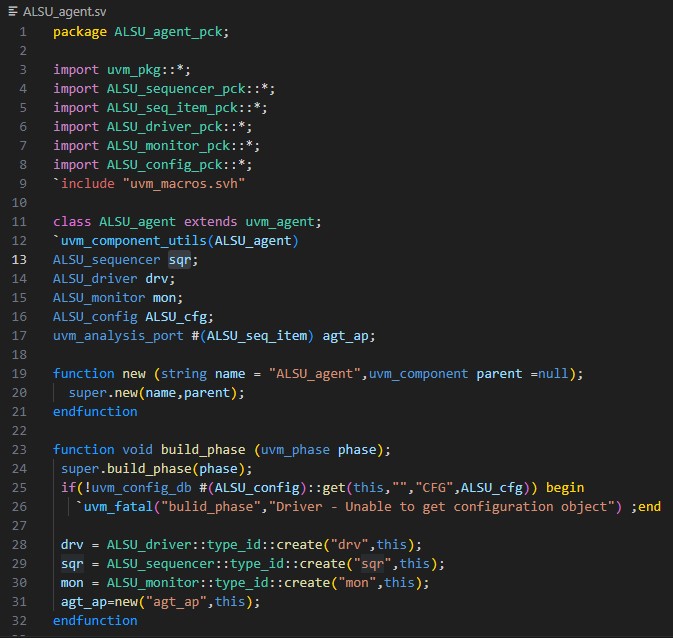 ALSU_agent.sv
1 package ALSU_agent_pck;
2
3 import uvm_pkg::*;
4 import ALSU_sequencer_pck::*;
5 import ALSU_seq_item_pck::*;
6 import ALSU_driver_pck::*;
7 import ALSU_monitor_pck::*;
8 import ALSU_config_pck::*;
9 `include "uvm_macros.svh"
10
11 class ALSU_agent extends uvm_agent;
12 `uvm_component_utils(ALSU_agent)
13 ALSU_sequencer sqr;
14 ALSU_driver drv;
15 ALSU_monitor mon;
16 ALSU_config ALSU_cfg;
17 uvm_analysis_port #(ALSU_seq_item) agt_ap;
18
19 function new (string name = "ALSU_agent",uvm_component parent =null);
20 super.new(name,parent);
21 endfunction
22
23 function void build_phase (uvm_phase phase);
24 super.build_phase(phase);
25 if(!uvm_config_db #(ALSU_config)::get(this,"","CFG",ALSU_cfg)) begin
26 `uvm_fatal("bulid_phase","Driver - Unable to get configuration object") ;end
27
28 drv = ALSU_driver::type_id::create("drv",this);
29 sqr = ALSU_sequencer::type_id::create("sqr",this);
30 mon = ALSU_monitor::type_id::create("mon",this);
31 agt_ap=new("agt_ap",this);
32 endfunction